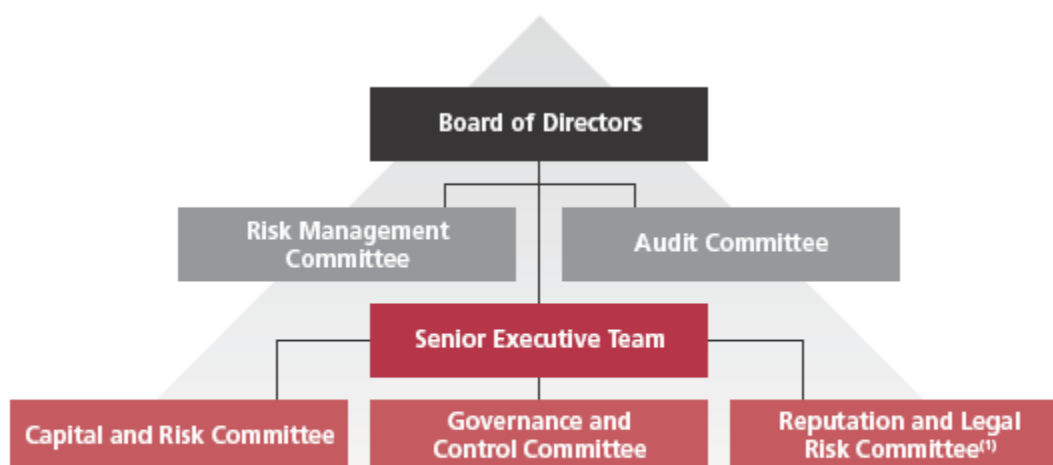 Board of Directors
Risk Management
Committee
Audit Committee
Senior Executive Team
Capital and Risk Committee
Governance and
Control Committee
Reputation and Legal
Risk Committee(1)